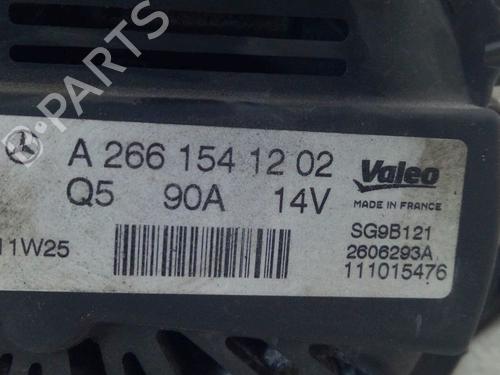 A 266 154 12 02
Q5 90A 14V
11W25
Valeo
MADE IN FRANCE
SG9B121
2606293A
111015476
B PARTS